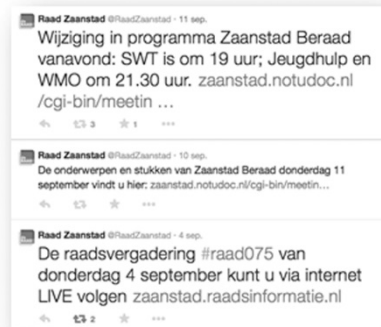 Raad Zaanstad @RaadZaanstad · 11 sep.
Wijziging in programma Zaanstad Beraad
vanavond: SWT is om 19 uur; Jeugdhulp en
WMO om 21.30 uur. zaanstad.notudoc.nl
/cgi-bin/meetin ...
3 1
Raad Zaanstad @RaadZaanstad · 10 sep.
De onderwerpen en stukken van Zaanstad Beraad donderdag 11
september vindt u hier: zaanstad.notudoc.nl/cgi-bin/meetin...
Raad Zaanstad @RaadZaanstad · 4 sep.
De raadsvergadering #raad075 van
donderdag 4 september kunt u via internet
LIVE volgen zaanstad.raadsinformatie.nl
2